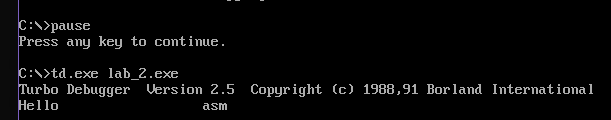 C:\>pause
Press any key to continue.
C:\>td.exe lab_2.exe
Turbo Debugger  Version 2.5  Copyright (c) 1988,91 Borland International
Hello                  asm